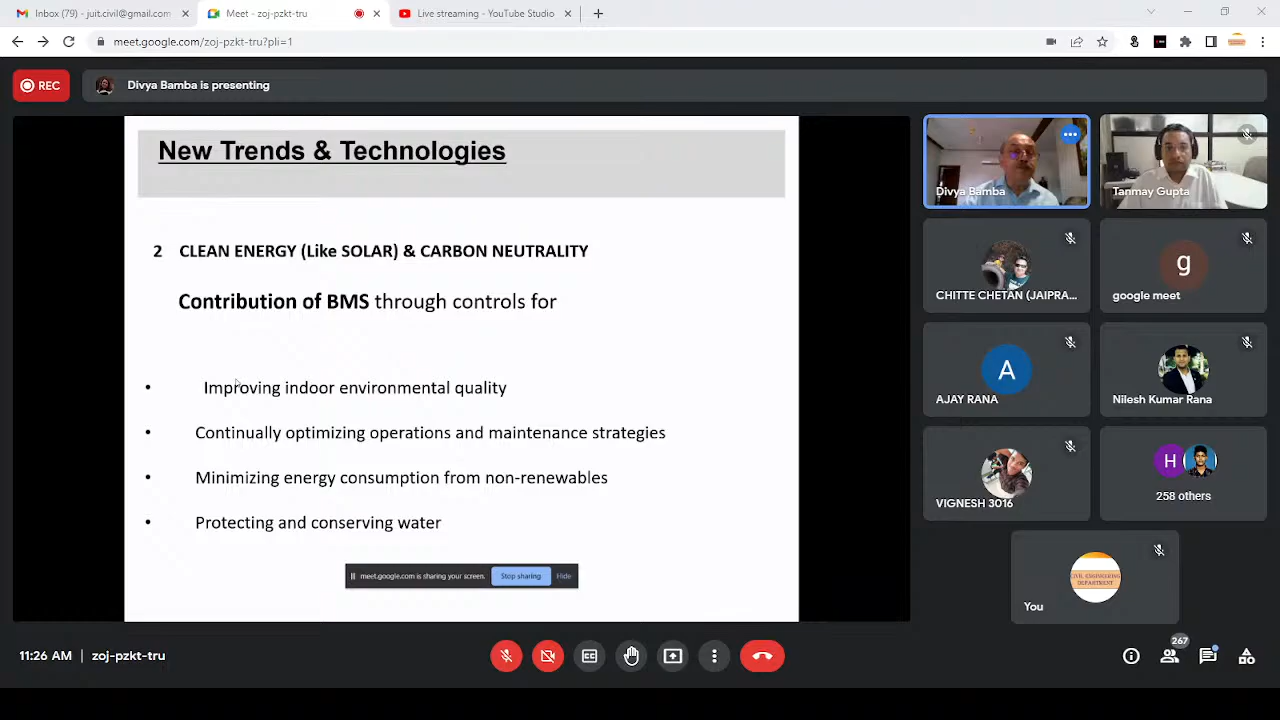 Inbox (79) - juit.civil@gmail.com
Meet - zoj-pzkt-tru
Live streaming - YouTube Studio
meet.google.com/zoj-pzkt-tru?pli=1
REC
Divya Bamba is presenting
New Trends & Technologies
2 CLEAN ENERGY (Like SOLAR) & CARBON NEUTRALITY
Contribution of BMS through controls for
• Improving indoor environmental quality
• Continually optimizing operations and maintenance strategies
• Minimizing energy consumption from non-renewables
• Protecting and conserving water
meet.google.com is sharing your screen.
Stop sharing
Hide
Divya Bamba
Tanmay Gupta
CHITTE CHETAN (JAIPRA...
g
google meet
A
AJAY RANA
Nilesh Kumar Rana
VIGNESH 3016
H
258 others
CIVIL ENGINEERING
DEPARTMENT
You
11:26 AM | zoj-pzkt-tru
267